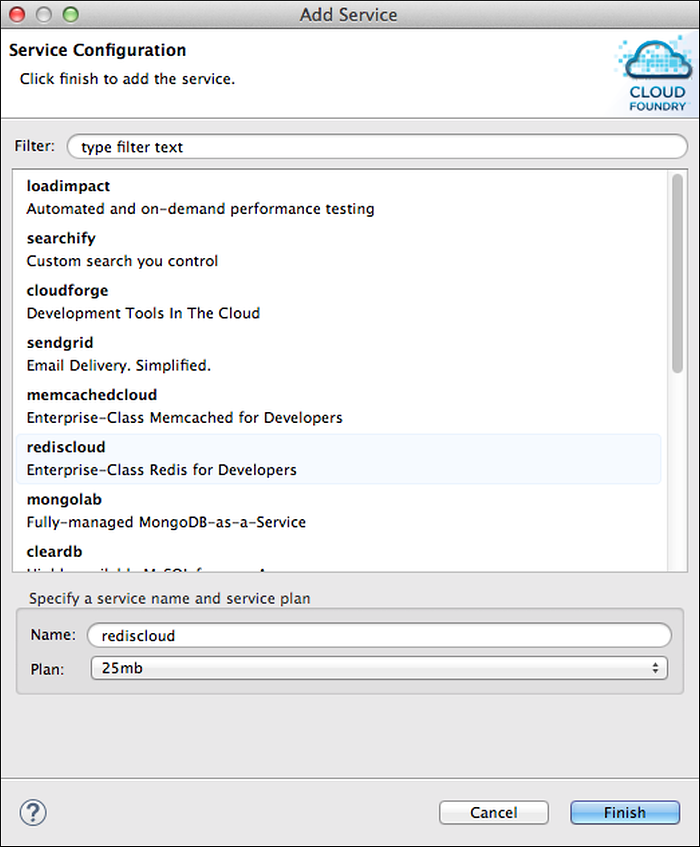 Add Service
Service Configuration
Click finish to add the service.
CLOUD
FOUNDRY
Filter: type filter text
loadimpact
Automated and on-demand performance testing
searchify
Custom search you control
cloudforge
Development Tools In The Cloud
sendgrid
Email Delivery. Simplified.
memcachedcloud
Enterprise-Class Memcached for Developers
rediscloud
Enterprise-Class Redis for Developers
mongolab
Fully-managed MongoDB-as-a-Service
cleardb
Specify a service name and service plan
Name: rediscloud
Plan: 25mb
?
Cancel
Finish